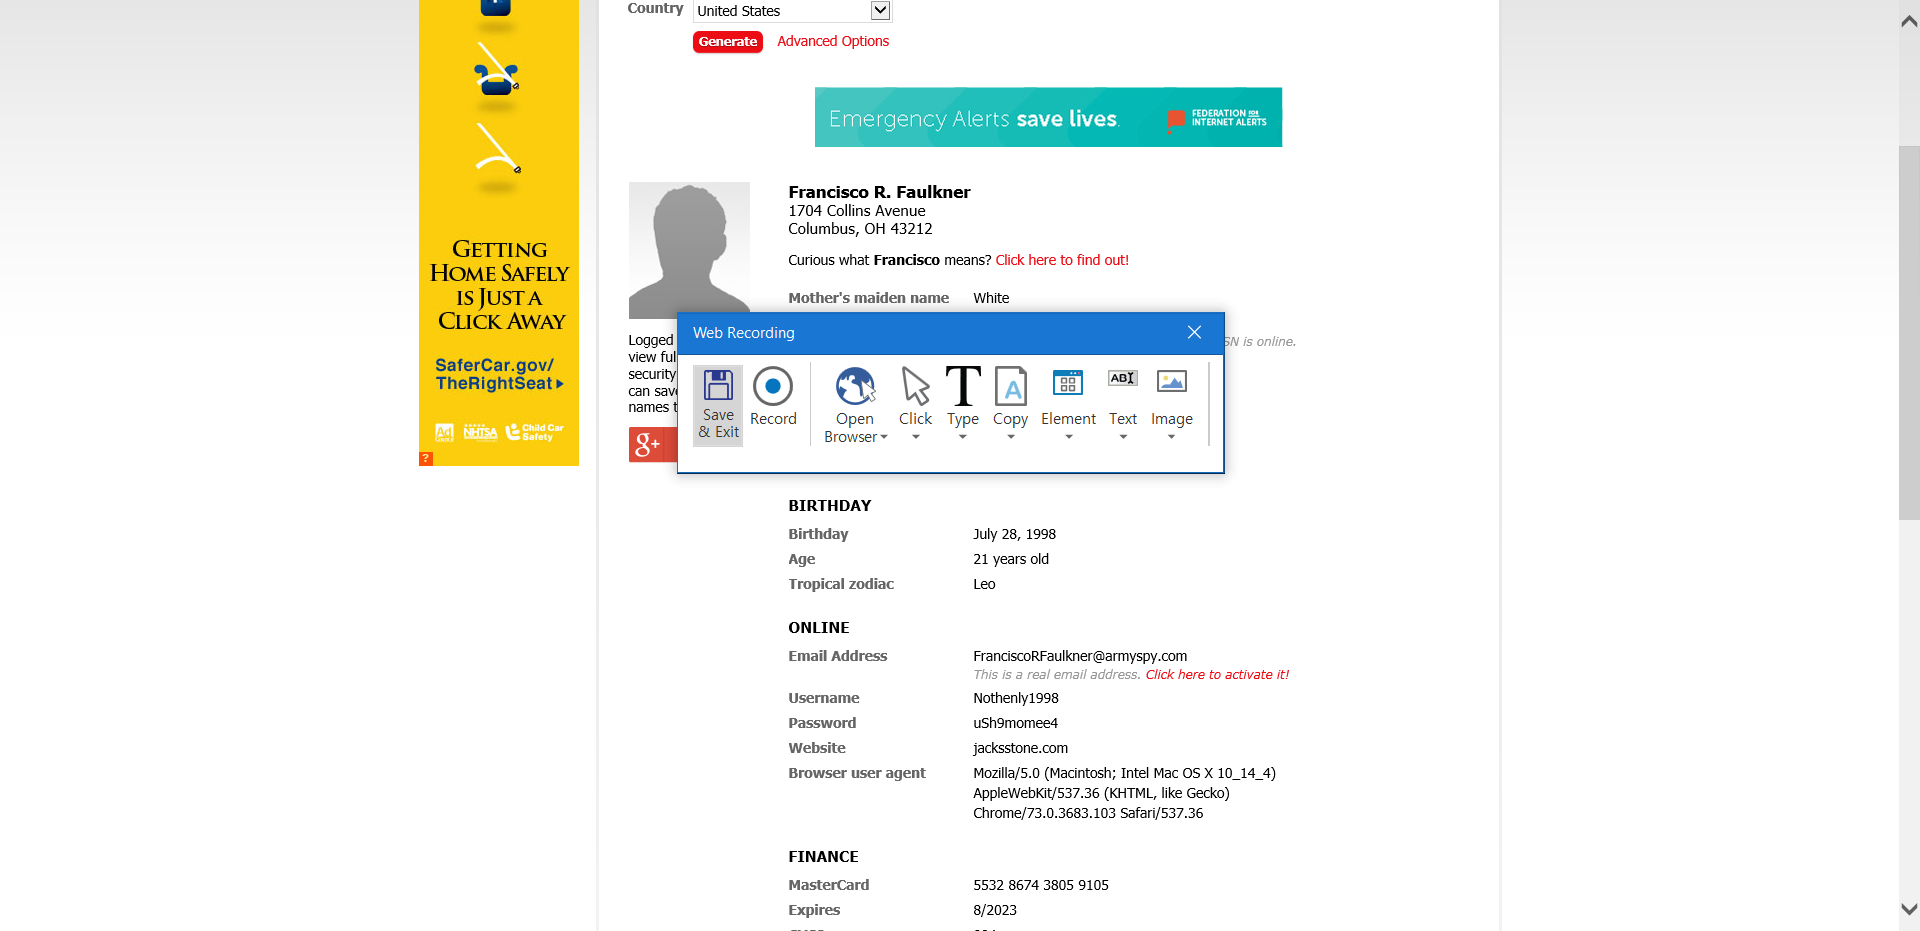 Country United States
Generate Advanced Options
Emergency Alerts save lives.
FEDERATION FOR
INTERNET ALERTS
GETTING
HOME SAFELY
IS JUST A
CLICK AWAY
SaferCar.gov/
TheRightSeat
Ad
NHTSA
Child Car
Safety
?
Francisco R. Faulkner
1704 Collins Avenue
Columbus, OH 43212
Curious what Francisco means? Click here to find out!
Mother's maiden name White
SN is online.
Logged
view ful
security
can save
names t
g+
Web Recording
Save
& Exit
Record
Open
Browser
Click
Type
Copy
Element
Text
Image
T
A
AB
BIRTHDAY
Birthday July 28, 1998
Age 21 years old
Tropical zodiac Leo
ONLINE
Email Address FranciscoRFaulkner@armyspy.com
This is a real email address. Click here to activate it!
Username Nothenly1998
Password uSh9momee4
Website jacksstone.com
Browser user agent Mozilla/5.0 (Macintosh; Intel Mac OS X 10_14_4)
AppleWebKit/537.36 (KHTML, like Gecko)
Chrome/73.0.3683.103 Safari/537.36
FINANCE
MasterCard 5532 8674 3805 9105
Expires 8/2023